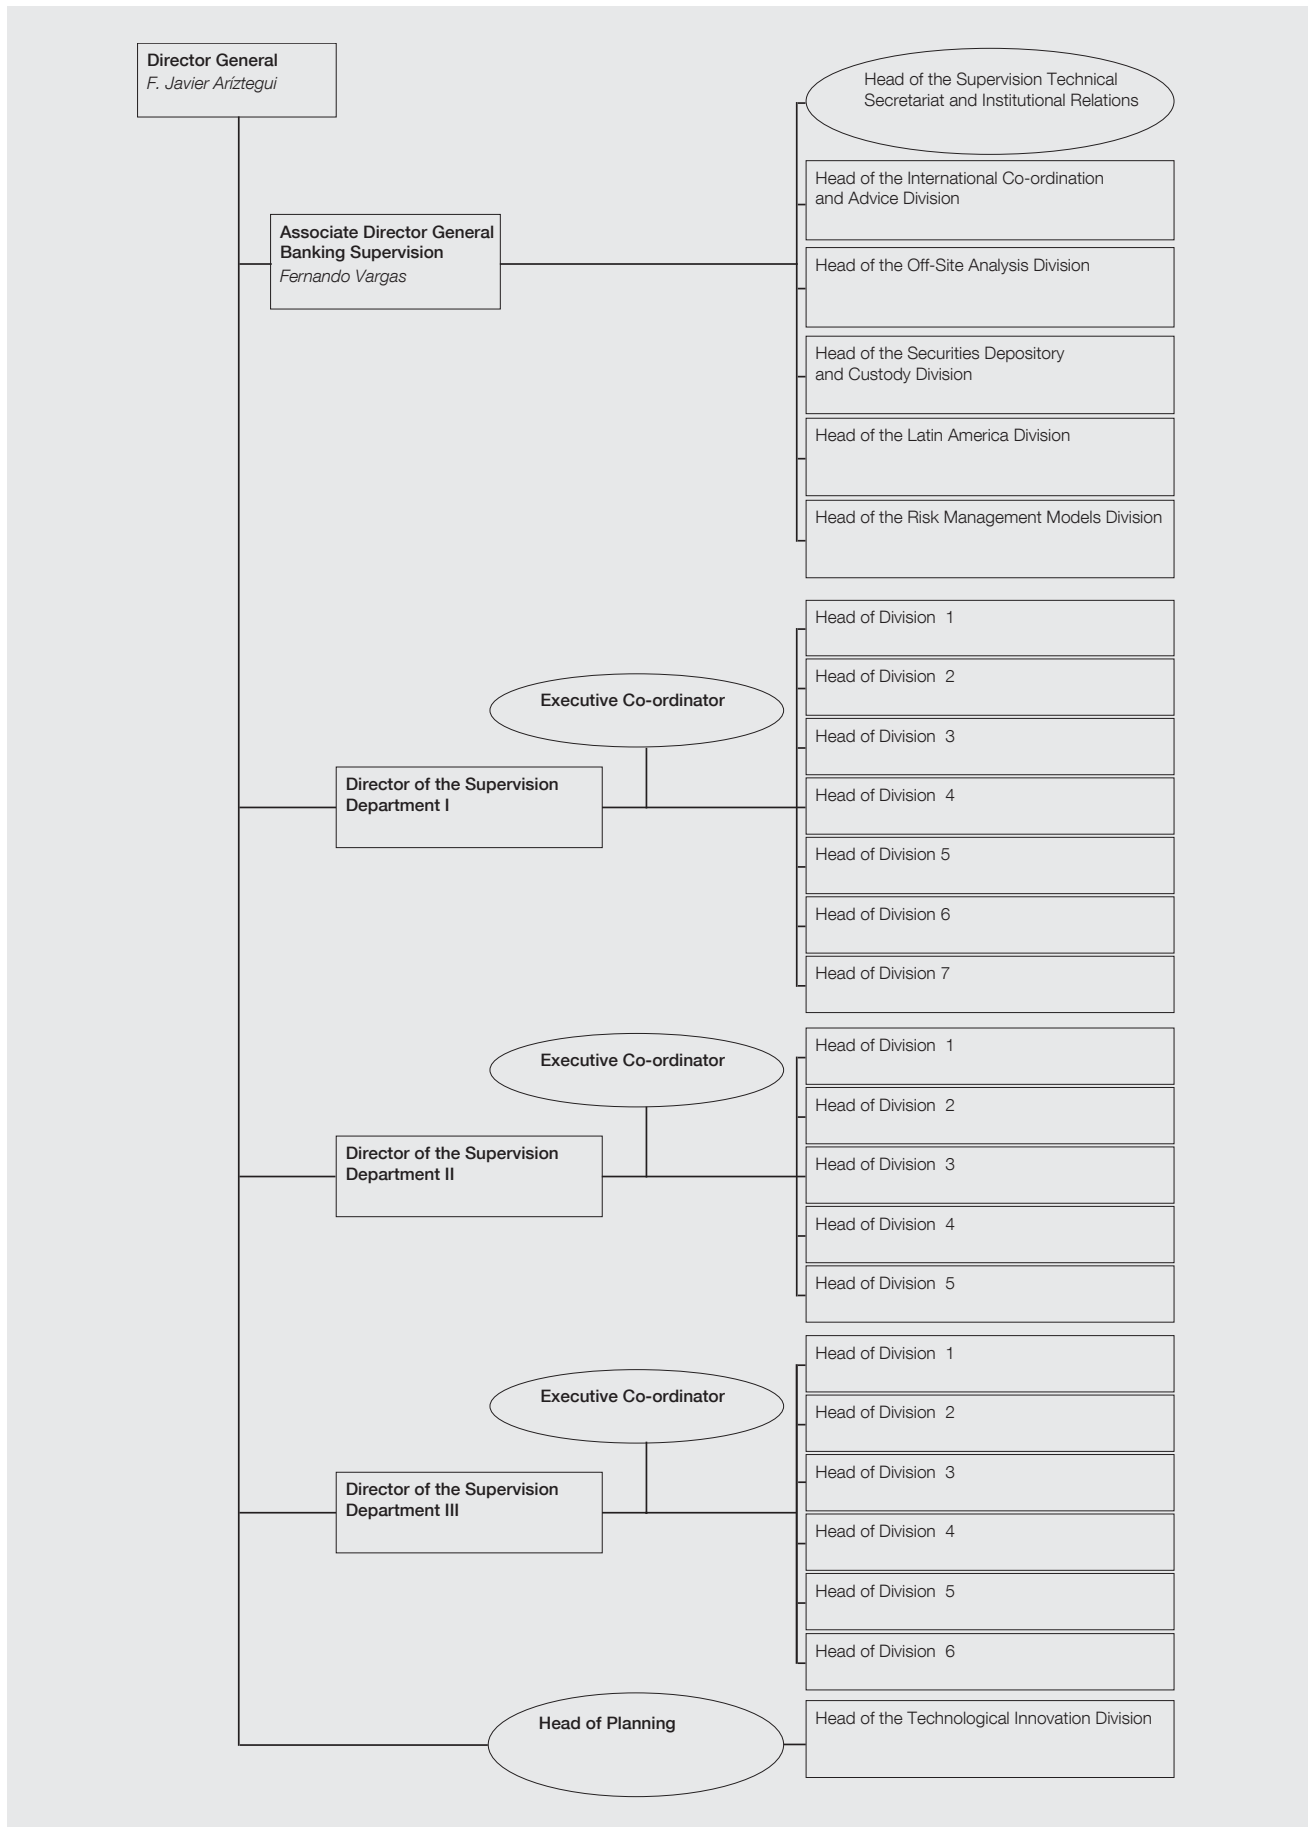 Director General
F. Javier Aríztegui
Head of the Supervision Technical
Secretariat and Institutional Relations
Head of the International Co-ordination
and Advice Division
Associate Director General
Banking Supervision
Fernando Vargas
Head of the Off-Site Analysis Division
Head of the Securities Depository
and Custody Division
Head of the Latin America Division
Head of the Risk Management Models Division
Head of Division 1
Head of Division 2
Executive Co-ordinator
Head of Division 3
Director of the Supervision
Department I
Head of Division 4
Head of Division 5
Head of Division 6
Head of Division 7
Head of Division 1
Executive Co-ordinator
Head of Division 2
Director of the Supervision
Department II
Head of Division 3
Head of Division 4
Head of Division 5
Head of Division 1
Executive Co-ordinator
Head of Division 2
Head of Division 3
Director of the Supervision
Department III
Head of Division 4
Head of Division 5
Head of Division 6
Head of Planning
Head of the Technological Innovation Division